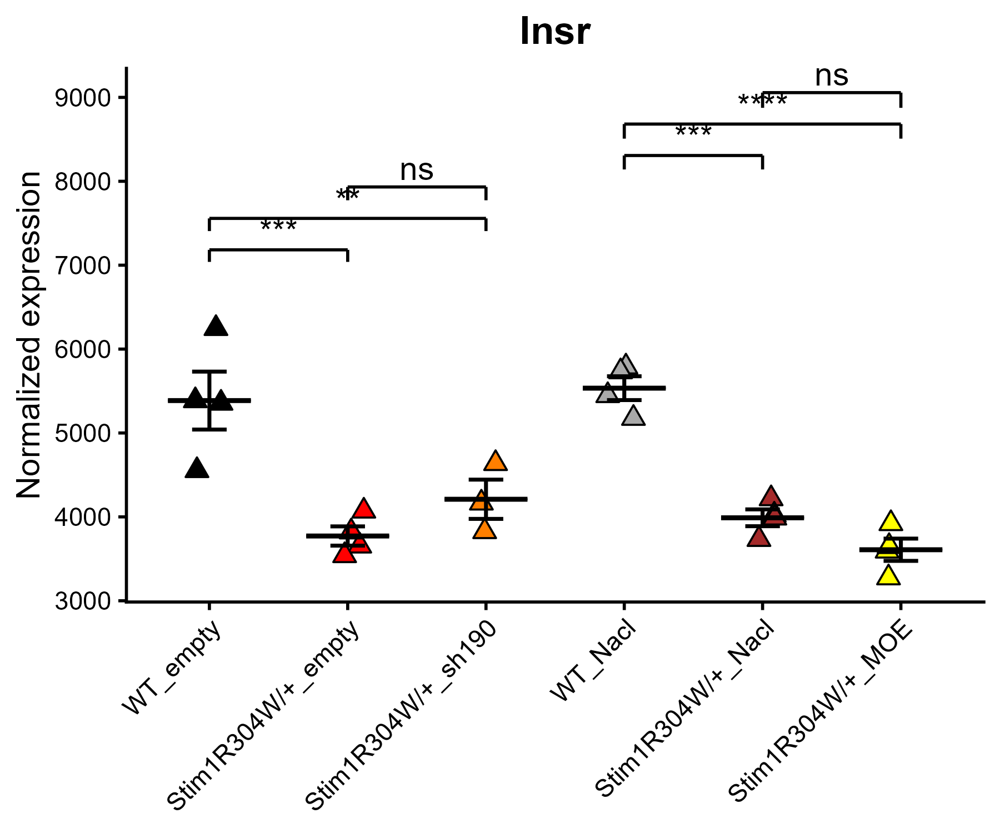 Insr
Normalized expression
9000
8000
7000
6000
5000
4000
3000
ns
****
***
ns
**
***
WT_empty
Stim1R304W/+_empty
Stim1R304W/+_sh190
WT_Nacl
Stim1R304W/+_Nacl
Stim1R304W/+_MOE